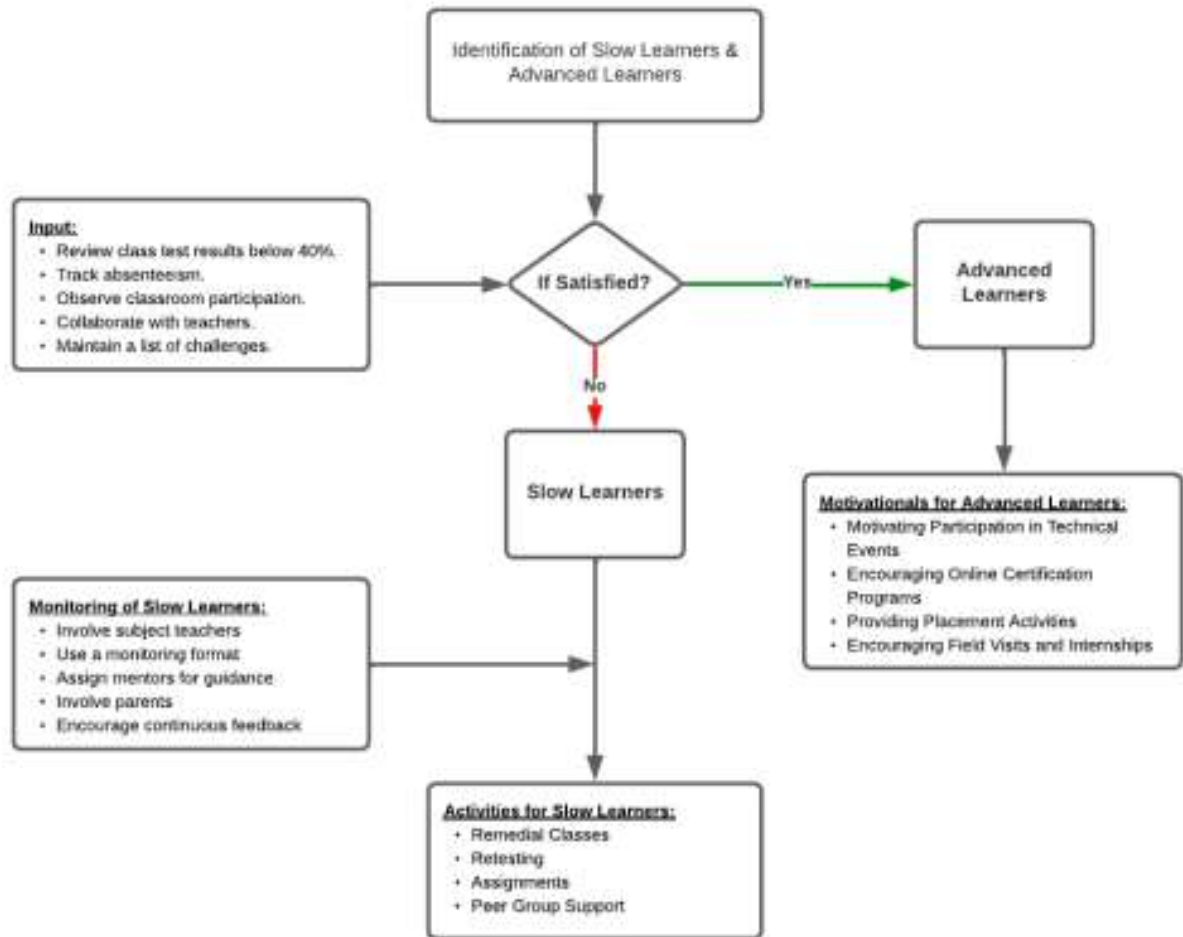 Identification of Slow Learners &
Advanced Learners
Input:
• Review class test results below 40%.
• Track absenteeism.
• Observe classroom participation.
• Collaborate with teachers.
• Maintain a list of challenges.
If Satisfied?
Yes
Advanced
Learners
No
Slow Learners
Motivationals for Advanced Learners:
• Motivating Participation in Technical
Events
• Encouraging Online Certification
Programs
• Providing Placement Activities
• Encouraging Field Visits and Internships
Monitoring of Slow Learners:
• Involve subject teachers
• Use a monitoring format
• Assign mentors for guidance
• Involve parents
• Encourage continuous feedback
Activities for Slow Learners:
• Remedial Classes
• Retesting
• Assignments
• Peer Group Support